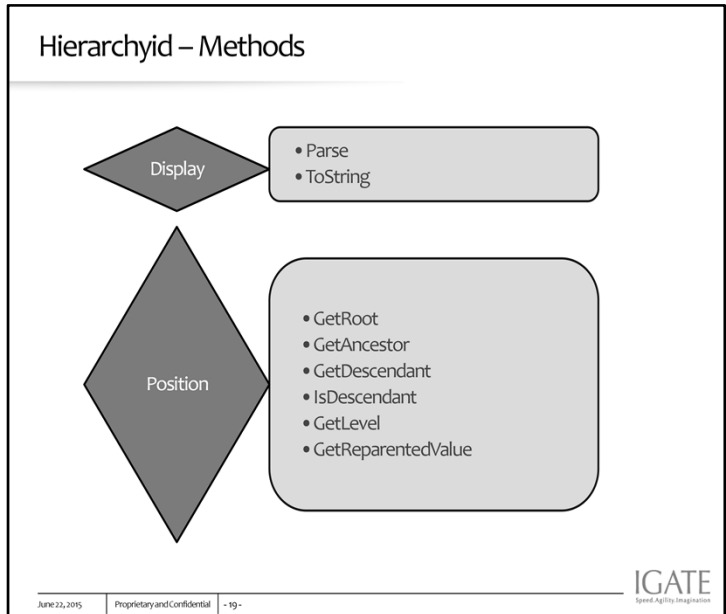 Hierarchyid – Methods
Display
• Parse
• ToString
Position
• GetRoot
• GetAncestor
• GetDescendant
• IsDescendant
• GetLevel
• GetReparentedValue
June 22, 2015 Proprietary and Confidential - 19 -
IGATE
Speed.Agility.Imagination